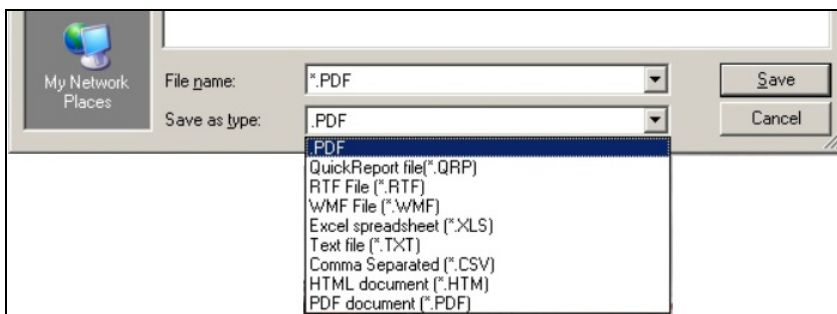 My Network
Places
File name:
*.PDF
Save
Save as type:
.PDF
Cancel
.PDF
QuickReport file(*.QRP)
RTF File (*.RTF)
WMF File (*.WMF)
Excel spreadsheet (*.XLS)
Text file (*.TXT)
Comma Separated (*.CSV)
HTML document (*.HTM)
PDF document (*.PDF)